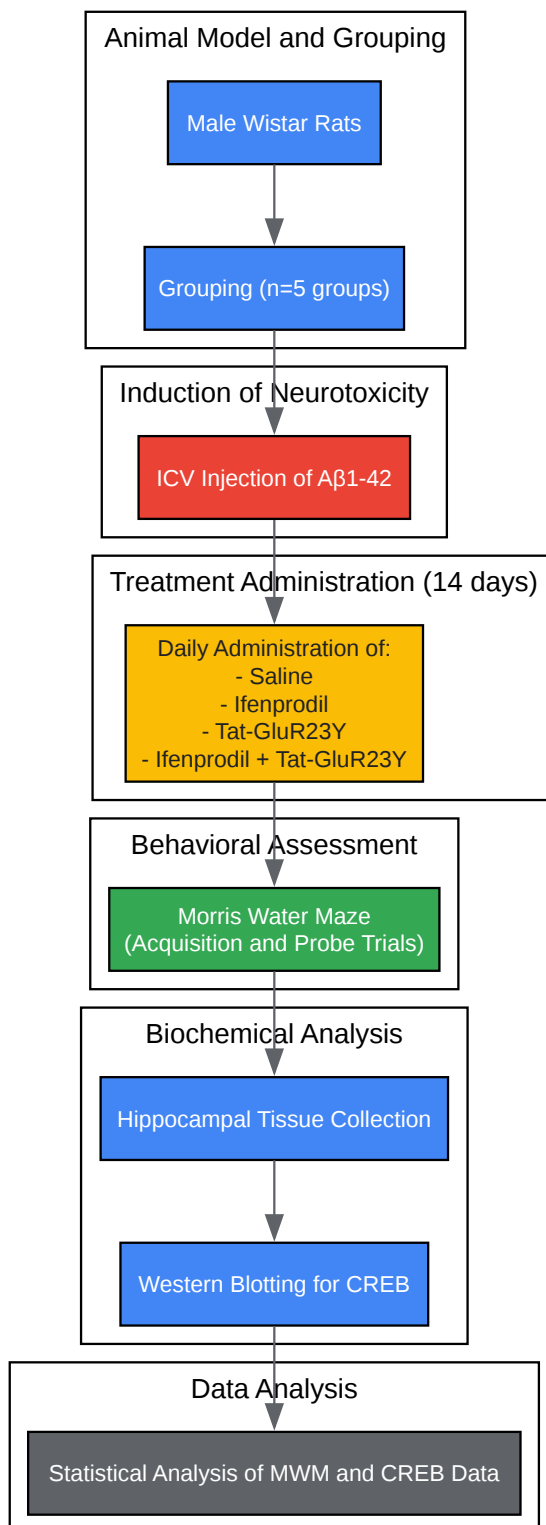 Animal Model and Grouping
Male Wistar Rats
Grouping (n=5 groups)
Induction of Neurotoxicity
ICV Injection of Aβ1-42
Treatment Administration (14 days)
Daily Administration of:
- Saline
- Ifenprodil
- Tat-GluR23Y
- Ifenprodil + Tat-GluR23Y
Behavioral Assessment
Morris Water Maze
(Acquisition and Probe Trials)
Biochemical Analysis
Hippocampal Tissue Collection
Western Blotting for CREB
Data Analysis
Statistical Analysis of MWM and CREB Data